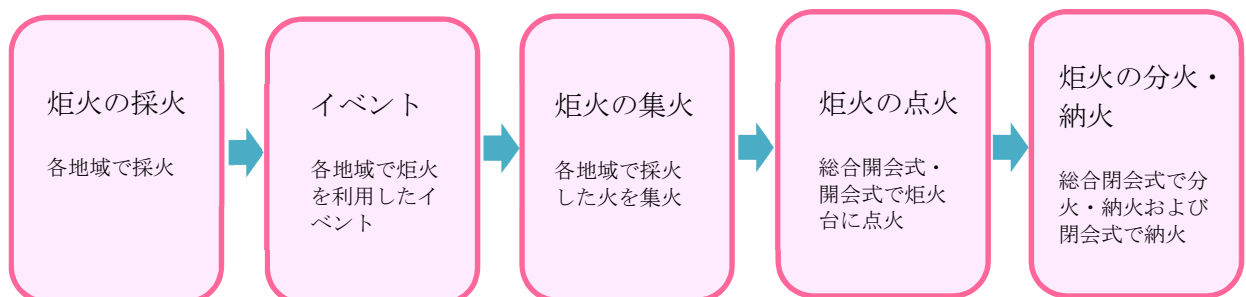 炬火の採火
各地域で採火
イベント
各地域で炬火
を利用したイ
ベント
炬火の集火
各地域で採火
した火を集火
炬火の点火
総合開会式・
開会式で炬火
台に点火
炬火の分火・
納火
総合閉会式で分
火・納火および
閉会式で納火